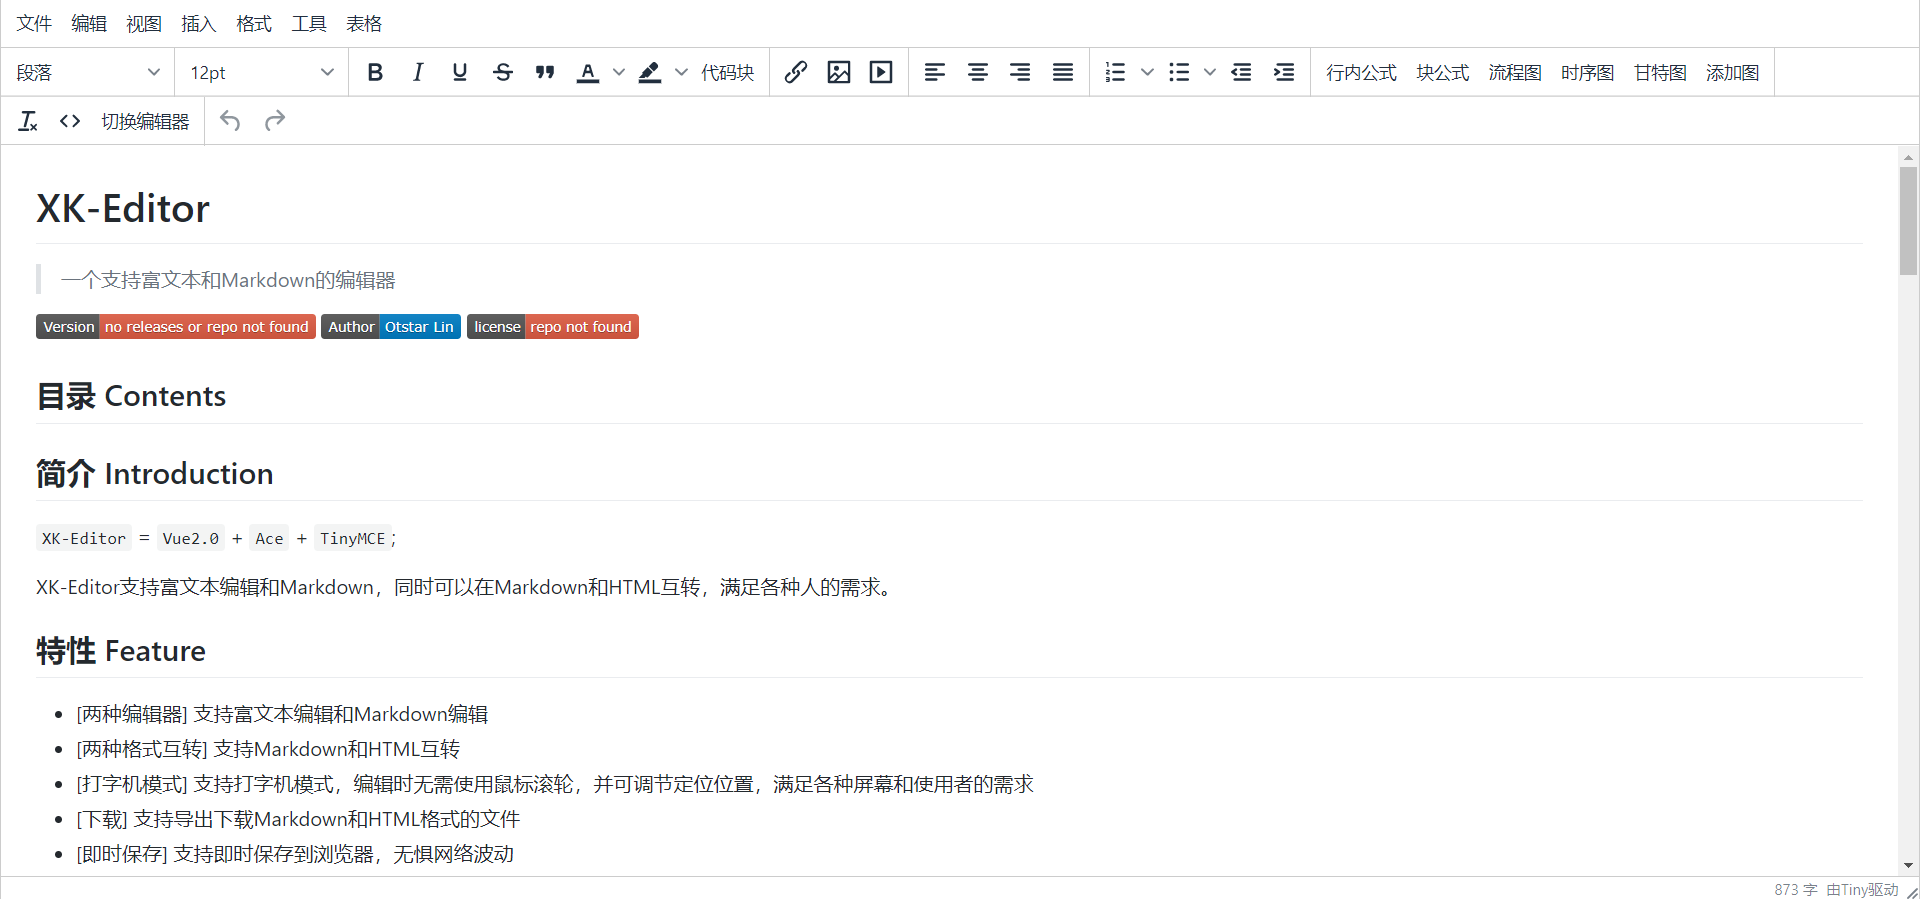 文件 编辑 视图 插入 格式 工具 表格
段落 12pt 代码块 行内公式 块公式 流程图 时序图 甘特图 添加图
切换编辑器
XK-Editor
一个支持富文本和Markdown的编辑器
Version no releases or repo not found Author Otstar Lin license repo not found
目录 Contents
简介 Introduction
XK-Editor = Vue2.0 + Ace + TinyMCE;
XK-Editor支持富文本编辑和Markdown，同时可以在Markdown和HTML互转，满足各种人的需求。
特性 Feature
[两种编辑器] 支持富文本编辑和Markdown编辑
[两种格式互转] 支持Markdown和HTML互转
[打字机模式] 支持打字机模式，编辑时无需使用鼠标滚轮，并可调节定位位置，满足各种屏幕和使用者的需求
[下载] 支持导出下载Markdown和HTML格式的文件
[即时保存] 支持即时保存到浏览器，无惧网络波动
873 字 由Tiny驱动